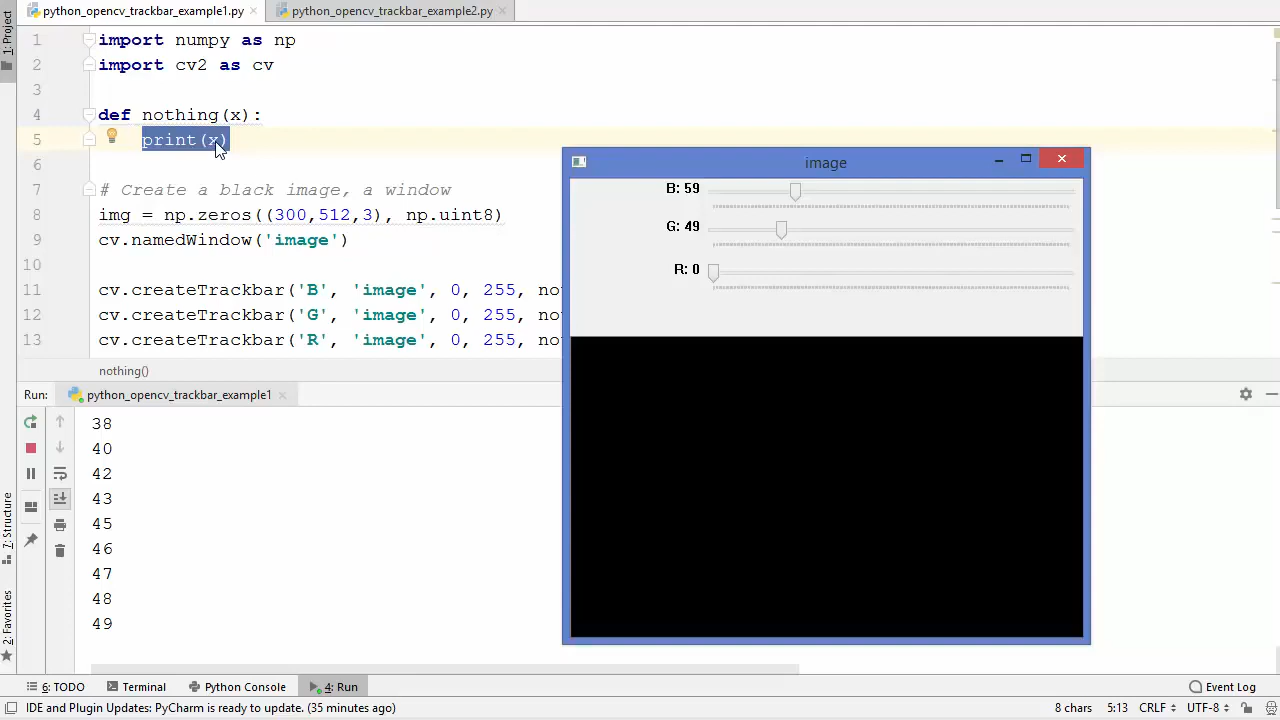 1: Project
python_opencv_trackbar_example1.py
python_opencv_trackbar_example2.py
1 import numpy as np
2 import cv2 as cv
3
4 def nothing(x):
5 print(x)
6
7 # Create a black image, a window
8 img = np.zeros((300,512,3), np.uint8)
9 cv.namedWindow('image')
10
11 cv.createTrackbar('B', 'image', 0, 255, no
12 cv.createTrackbar('G', 'image', 0, 255, no
13 cv.createTrackbar('R', 'image', 0, 255, no
nothing()
image
B: 59
G: 49
R: 0
Run: python_opencv_trackbar_example1
38
40
42
43
45
46
47
48
49
7: Structure
2: Favorites
6: TODO Terminal Python Console 4: Run Event Log
IDE and Plugin Updates: PyCharm is ready to update. (35 minutes ago) 8 chars 5:13 CRLF UTF-8